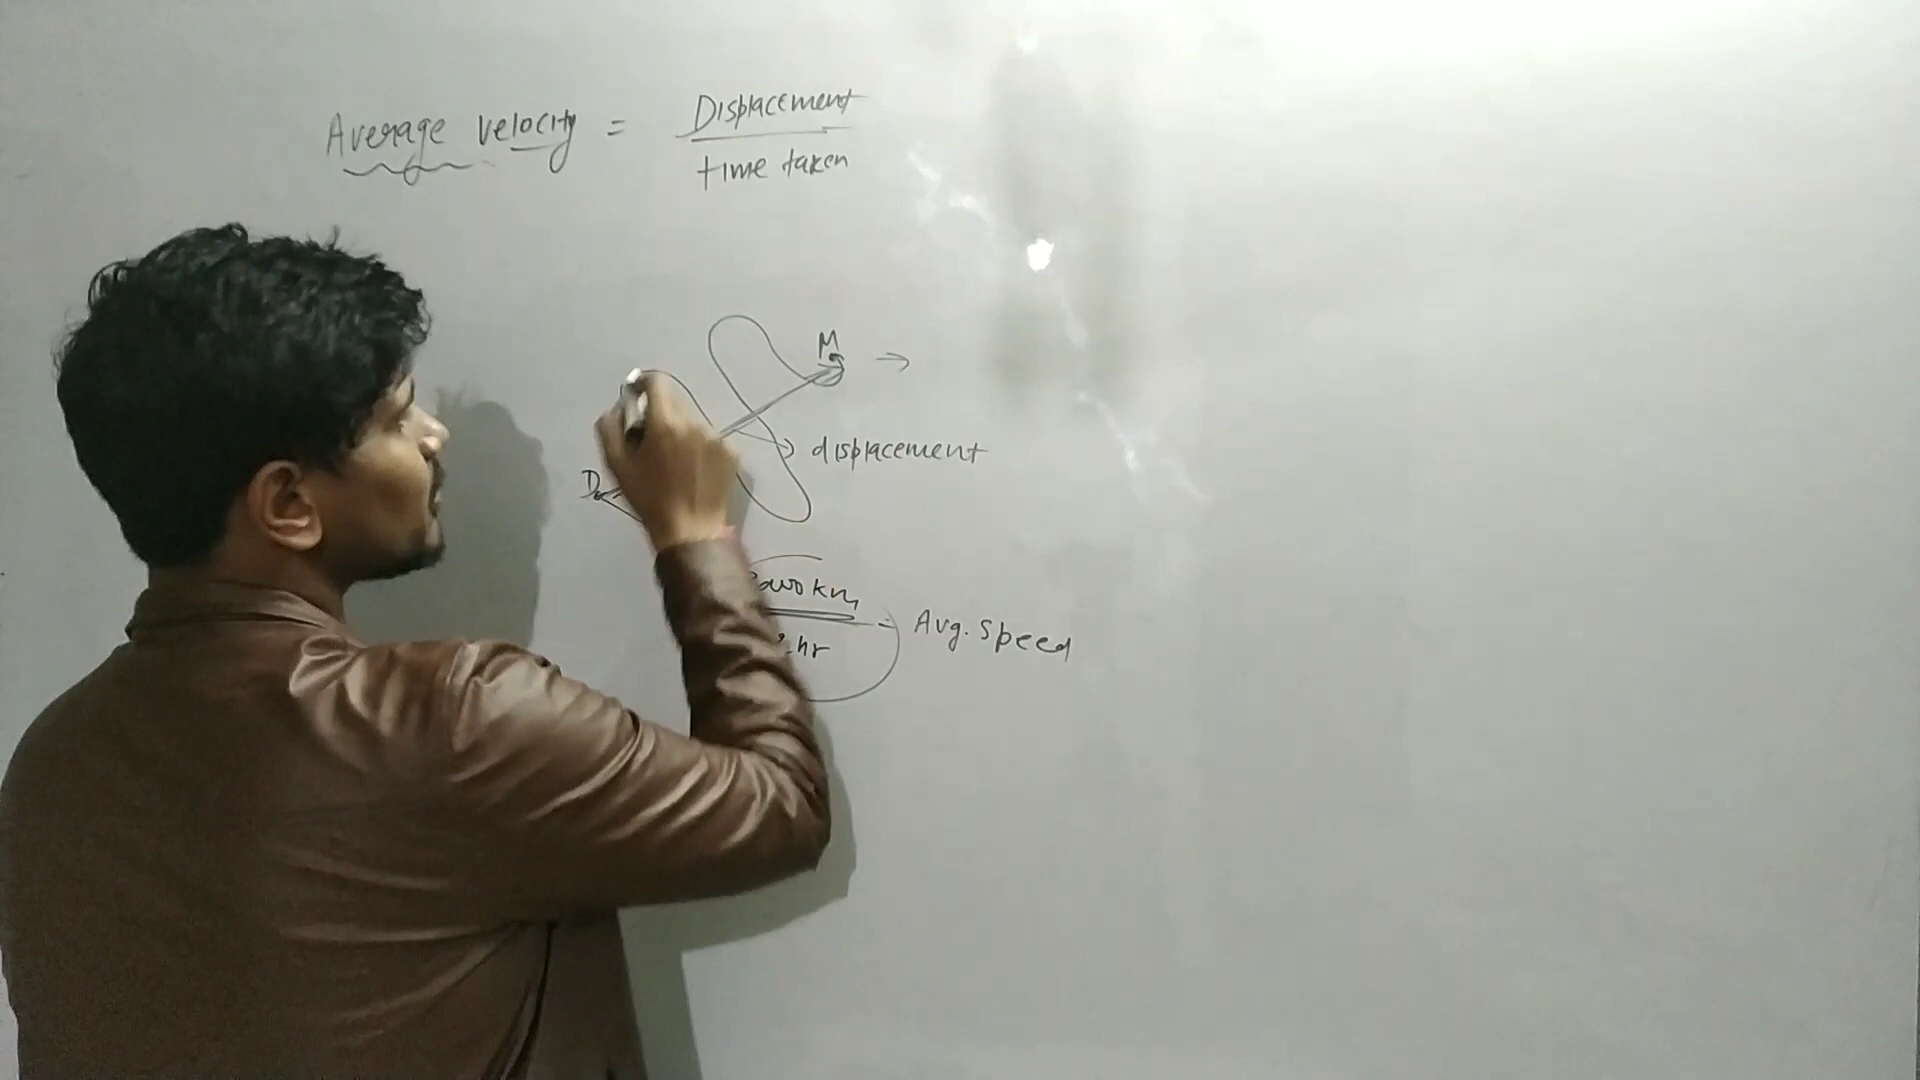 Average velocity = Displacement / time taken
M
displacement
D
km
hr
= Avg. Speed